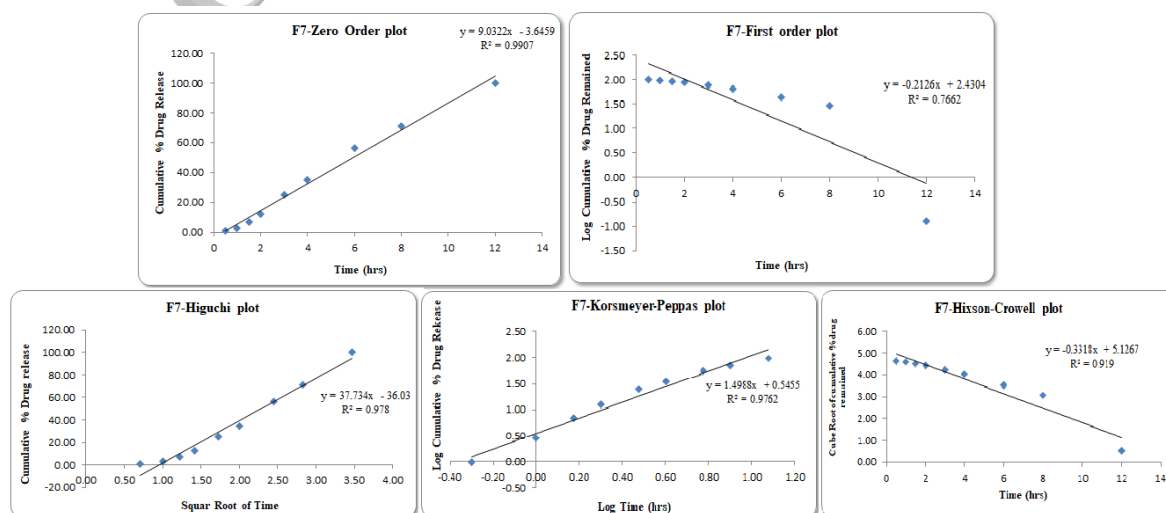 F7-Zero Order plot
y = 9.0322x - 3.6459
R² = 0.9907
120.00
100.00
80.00
60.00
40.00
20.00
0.00
0 2 4 6 8 10 12 14
Cumulative % Drug Release
Time (hrs)
F7-First order plot
y = -0.2126x + 2.4304
R² = 0.7662
2.50
2.00
1.50
1.00
0.50
0.00
-0.50
-1.00
-1.50
0 2 4 6 8 10 12 14
Log Cumulative % Drug Remained
Time (hrs)
F7-Higuchi plot
y = 37.734x - 36.03
R² = 0.978
120.00
100.00
80.00
60.00
40.00
20.00
0.00
-20.00
0.00 0.50 1.00 1.50 2.00 2.50 3.00 3.50 4.00
Cumulative % Drug release
Squar Root of Time
F7-Korsmeyer-Peppas plot
y = 1.4988x + 0.5455
R² = 0.9762
2.50
2.00
1.50
1.00
0.50
0.00
-0.50
-0.40 -0.20 0.00 0.20 0.40 0.60 0.80 1.00 1.20
Log Cumulative % Drug Rekease
Log Time (hrs)
F7-Hixson-Crowell plot
y = -0.3318x + 5.1267
R² = 0.919
6.00
5.00
4.00
3.00
2.00
1.00
0.00
0 2 4 6 8 10 12 14
Cube Root of cumulative % drug
remained
Time (hrs)